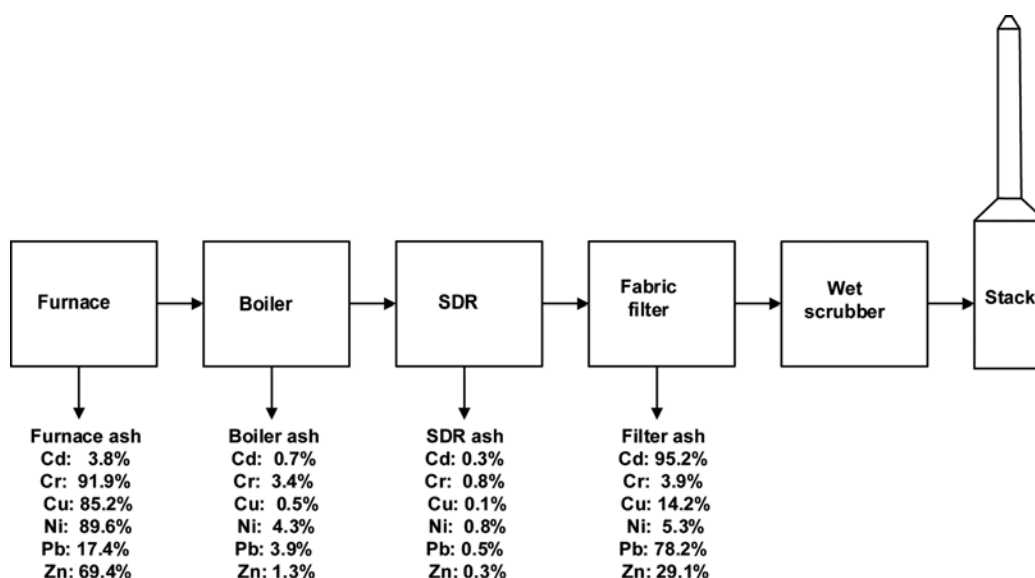 Furnace
Boiler
SDR
Fabric
filter
Wet
scrubber
Stack
Furnace ash
Cd: 3.8%
Cr: 91.9%
Cu: 85.2%
Ni: 89.6%
Pb: 17.4%
Zn: 69.4%
Boiler ash
Cd: 0.7%
Cr: 3.4%
Cu: 0.5%
Ni: 4.3%
Pb: 3.9%
Zn: 1.3%
SDR ash
Cd: 0.3%
Cr: 0.8%
Cu: 0.1%
Ni: 0.8%
Pb: 0.5%
Zn: 0.3%
Filter ash
Cd: 95.2%
Cr: 3.9%
Cu: 14.2%
Ni: 5.3%
Pb: 78.2%
Zn: 29.1%